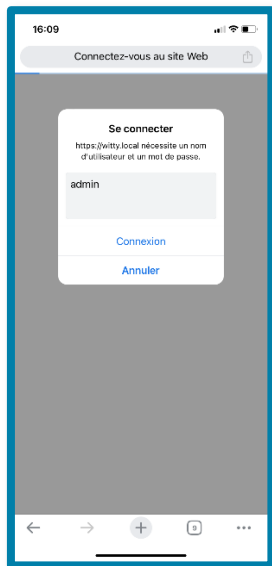 16:09
Connectez-vous au site Web
Se connecter
https://witty.local nécessite un nom
d'utilisateur et un mot de passe.
admin
Connexion
Annuler
9